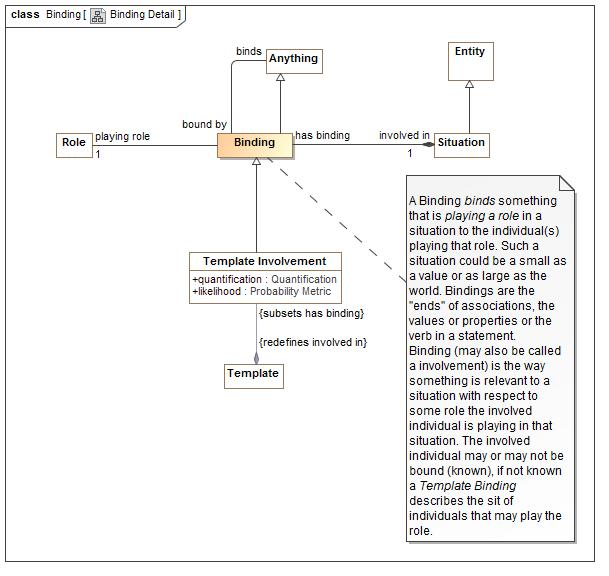 class Binding [ Binding Detail ]
binds
Anything
Entity
bound by
Role
playing role
1
Binding
has binding
involved in
1
Situation
A Binding binds something
that is playing a role in a
situation to the individual(s)
playing that role. Such a
situation could be a small as
a value or as large as the
world. Bindings are the
"ends" of associations, the
values or properties or the
verb in a statement.
Binding (may also be called
a involvement) is the way
something is relevant to a
situation with respect to
some role the involved
individual is playing in that
situation. The involved
individual may or may not be
bound (known), if not known
a Template Binding
describes the sit of
individuals that may play the
role.
Template Involvement
+quantification : Quantification
+likelihood : Probability Metric
{subsets has binding}
{redefines involved in}
Template